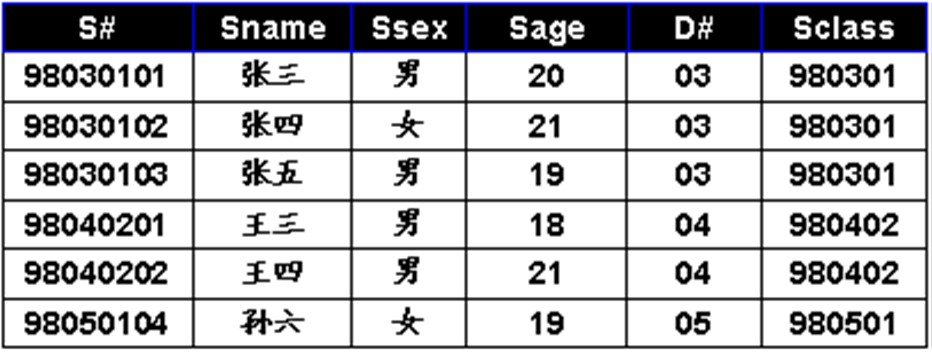 S# Sname Ssex Sage D# Sclass
98030101 张三 男 20 03 980301
98030102 张四 女 21 03 980301
98030103 张五 男 19 03 980301
98040201 王三 男 18 04 980402
98040202 王四 男 21 04 980402
98050104 孙六 女 19 05 980501